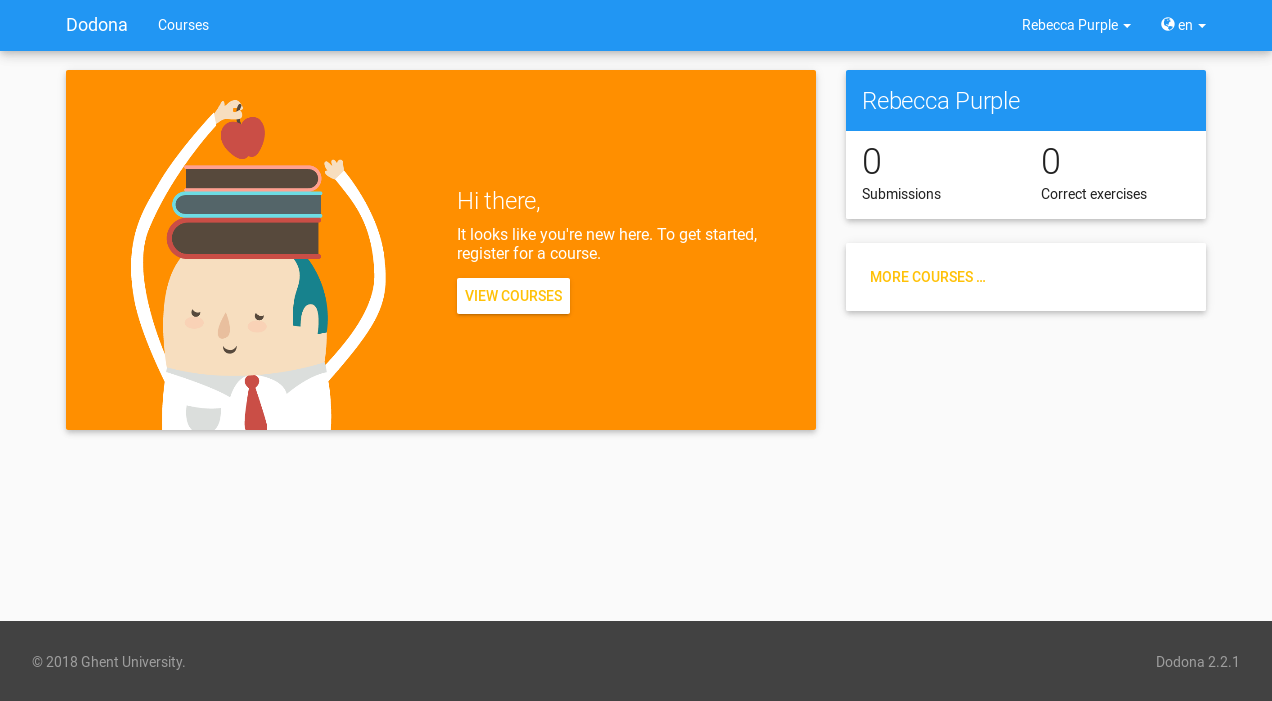 Dodona
Courses
Rebecca Purple
en
Hi there,
It looks like you're new here. To get started,
register for a course.
VIEW COURSES
Rebecca Purple
0
Submissions
0
Correct exercises
MORE COURSES ...
© 2018 Ghent University.
Dodona 2.2.1